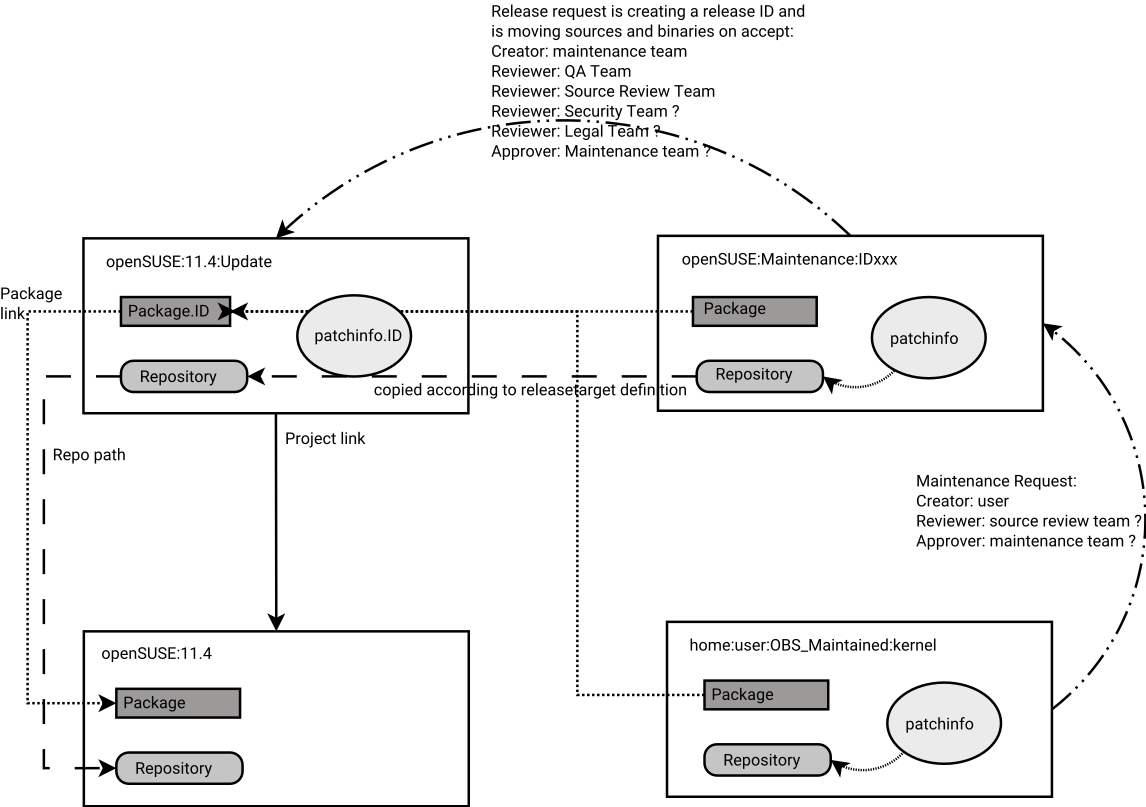 Release request is creating a release ID and
is moving sources and binaries on accept:
Creator: maintenance team
Reviewer: QA Team
Reviewer: Source Review Team
Reviewer: Security Team ?
Reviewer: Legal Team ?
Approver: Maintenance team ?
openSUSE:11.4:Update
Package
link
Package.ID
patchinfo.ID
Repository
openSUSE:Maintenance:IDxxx
Package
patchinfo
Repository
copied according to releasetarget definition
Project link
Repo path
Maintenance Request:
Creator: user
Reviewer: source review team ?
Approver: maintenance team ?
openSUSE:11.4
Package
Repository
home:user:OBS_Maintained:kernel
Package
patchinfo
Repository